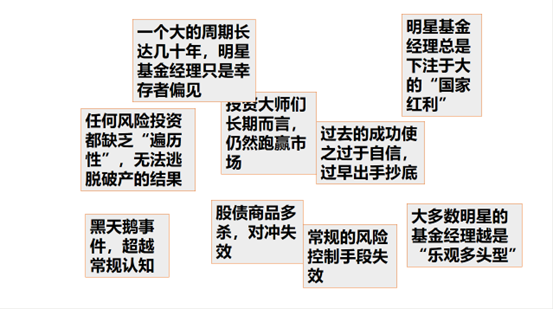 一个大的周期长
达几十年，明星
基金经理只是幸
存者偏见
明星基金
经理总是
下注于大
的“国家
红利”
任何风险投资
都缺乏“遍历
性”，无法逃
脱破产的结果
投资大师们
长期而言，
仍然跑赢市
场
过去的成功使
之过于自信，
过早出手抄底
黑天鹅事
件，超越
常规认知
股债商品多
杀，对冲失
效
常规的风险
控制手段失
效
大多数明星的
基金经理越是
“乐观多头型”